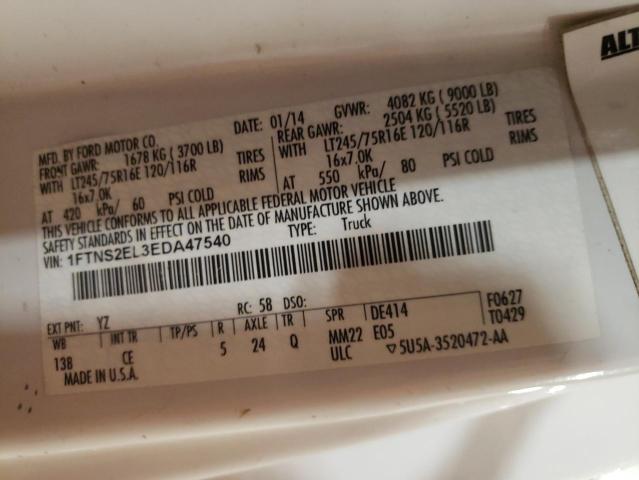 ALT
MFD. BY FORD MOTOR CO.
DATE: 01/14
GVWR: 4082 KG ( 9000 LB)
FRONT GAWR: 1678 KG ( 3700 LB)
REAR GAWR: 2504 KG ( 5520 LB)
WITH LT245/75R16E 120/116R TIRES
WITH LT245/75R16E 120/116R TIRES
16x7.0K RIMS
16x7.0K RIMS
AT 420 kPa/ 60 PSI COLD
AT 550 kPa/ 80 PSI COLD
THIS VEHICLE CONFORMS TO ALL APPLICABLE FEDERAL MOTOR VEHICLE
SAFETY STANDARDS IN EFFECT ON THE DATE OF MANUFACTURE SHOWN ABOVE.
VIN: 1FTNS2EL3EDA47540
TYPE: Truck
EXT PNT: YZ
RC: 58 DSO:
WB INT TR TP/PS R AXLE TR SPR DE414 F0627
T0429
138 CE 5 24 Q MM22 E05
ULC ▽5U5A-3520472-AA
MADE IN U.S.A.